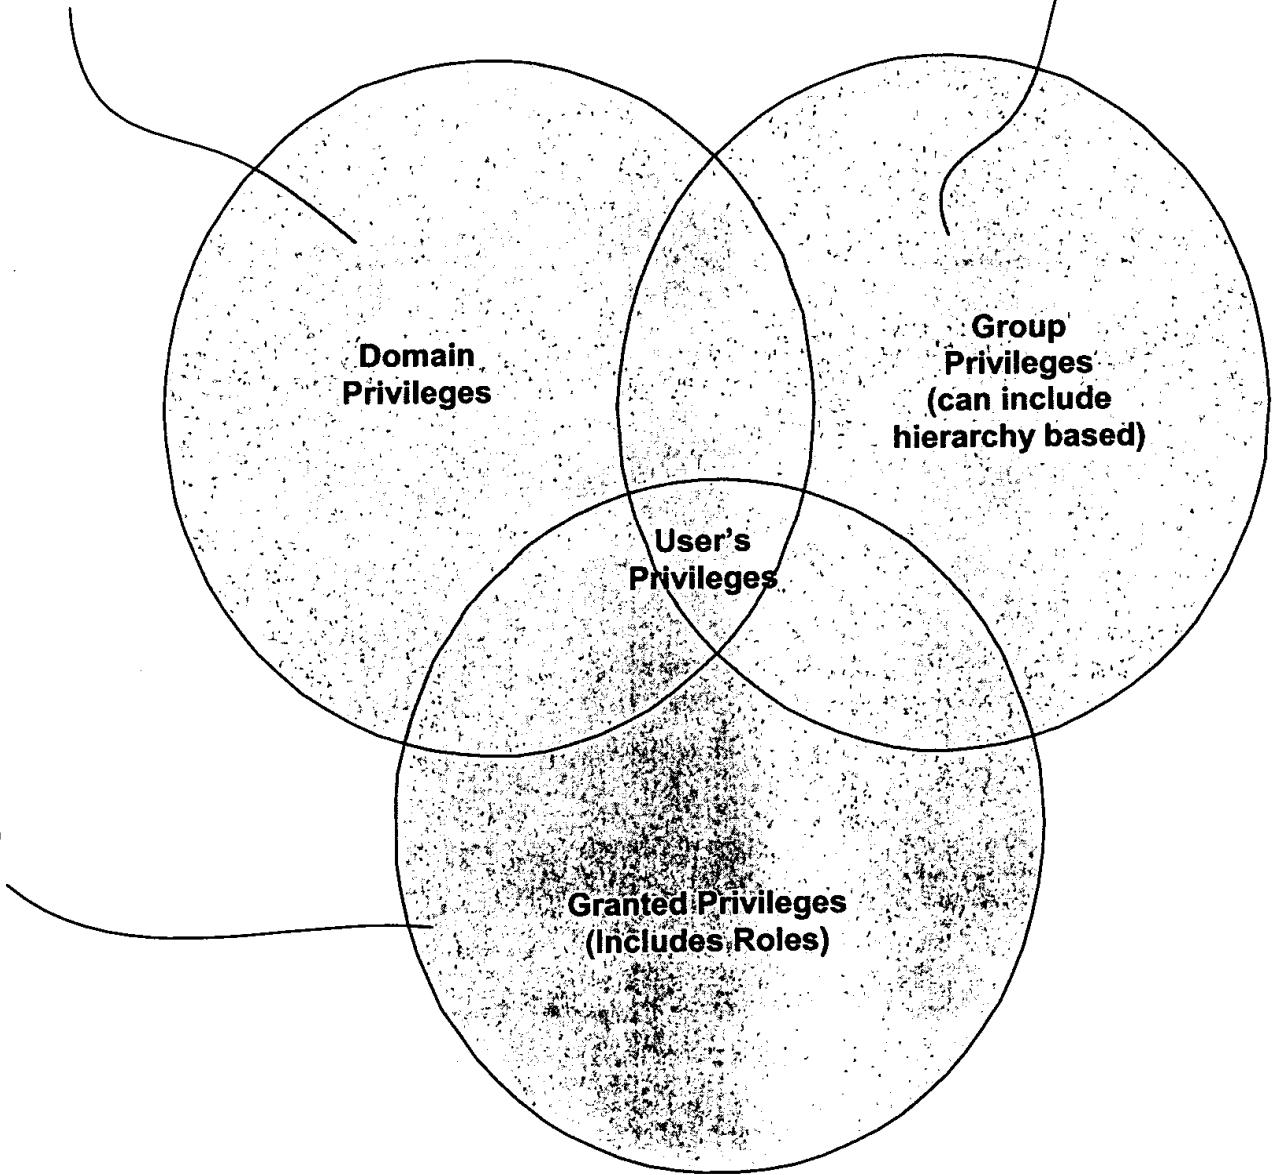 Domain
Privileges
Group
Privileges
(can include
hierarchy based)
User's
Privileges
Granted Privileges
(Includes Roles)